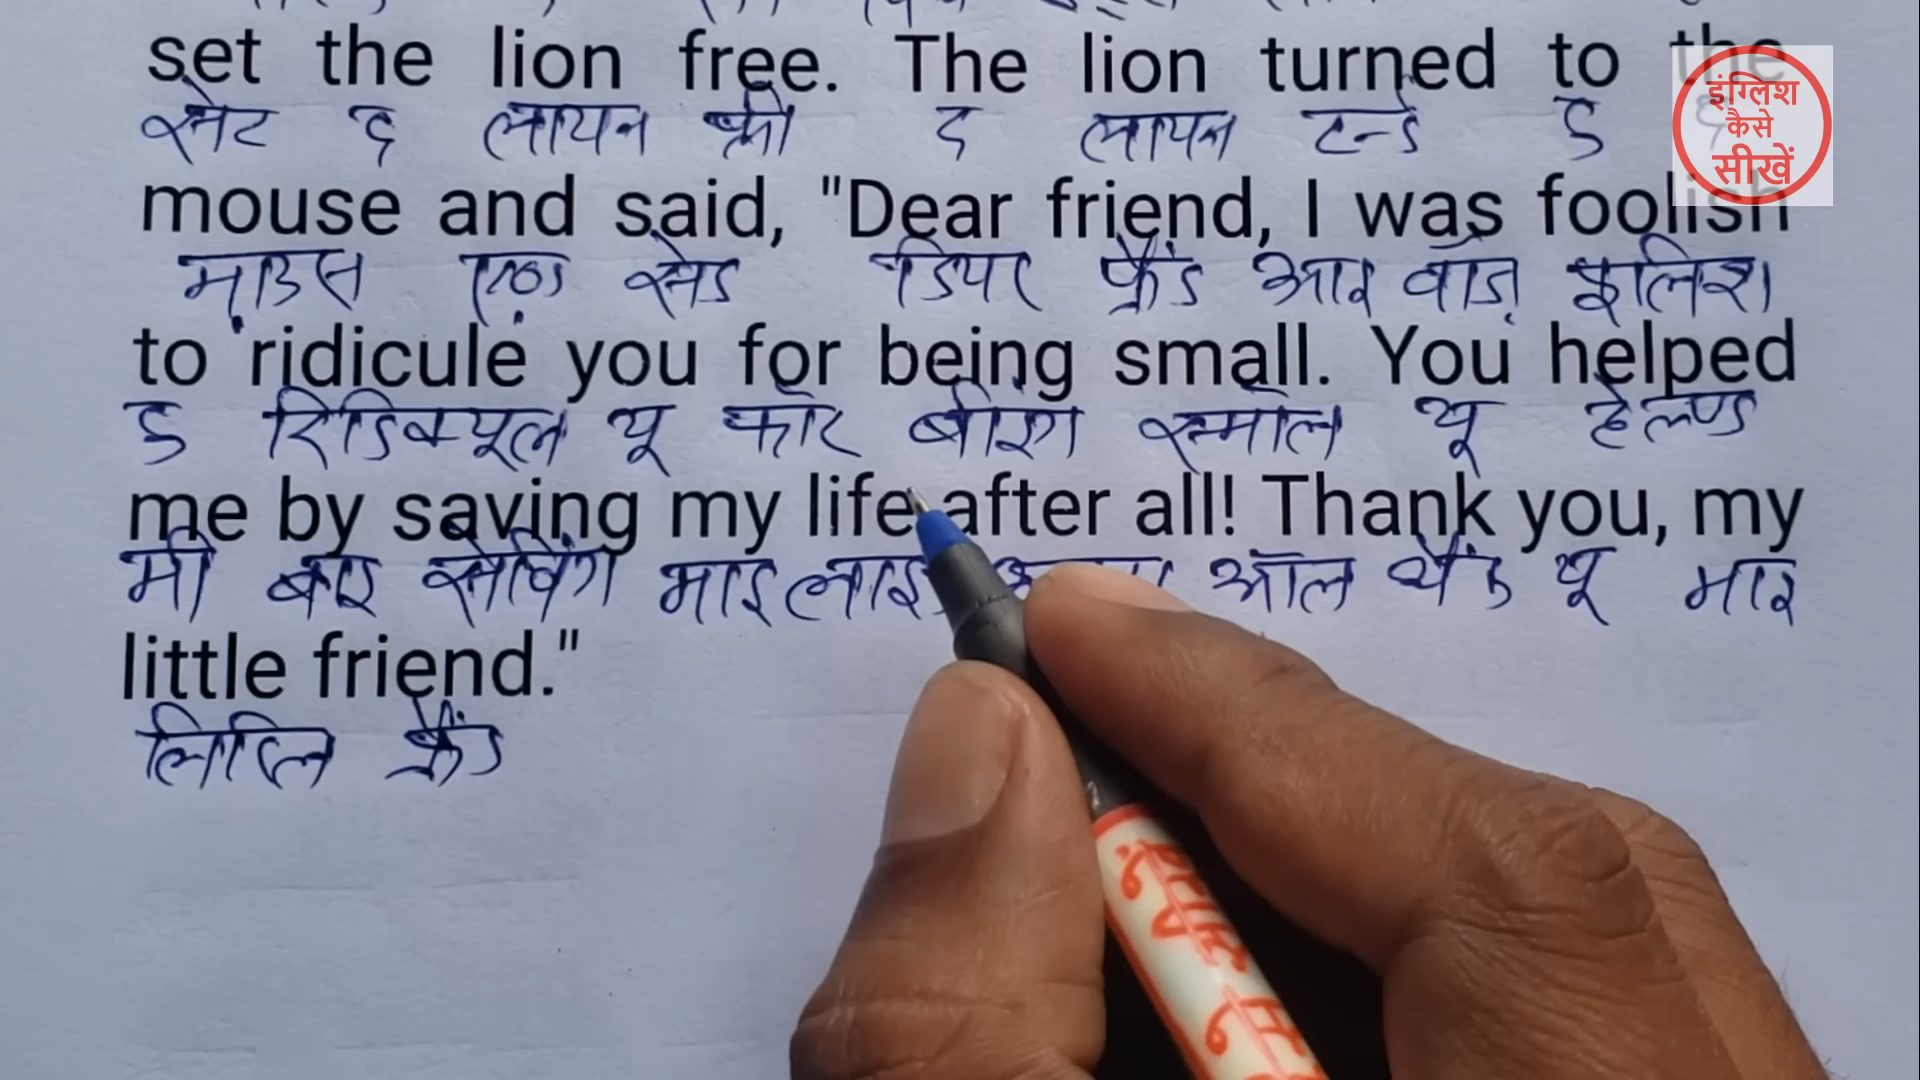 set the lion free. The lion turned to the
सेट द लायन फ्री द लायन टर्न्ड टु द
mouse and said, "Dear friend, I was foolish
माउस एण्ड सेड डियर फ्रैंड आइ वॉज़ फूलिश
to ridicule you for being small. You helped
टु रिडिक्यूल यू फॉर बीइंग स्मॉल यू हेल्प्ड
me by saving my life after all! Thank you, my
मी बाइ सेविंग माइ ऑल थैंक यू माइ
little friend."
लिटिल फ्रैंड
इंग्लिश
कैसे
सीखें